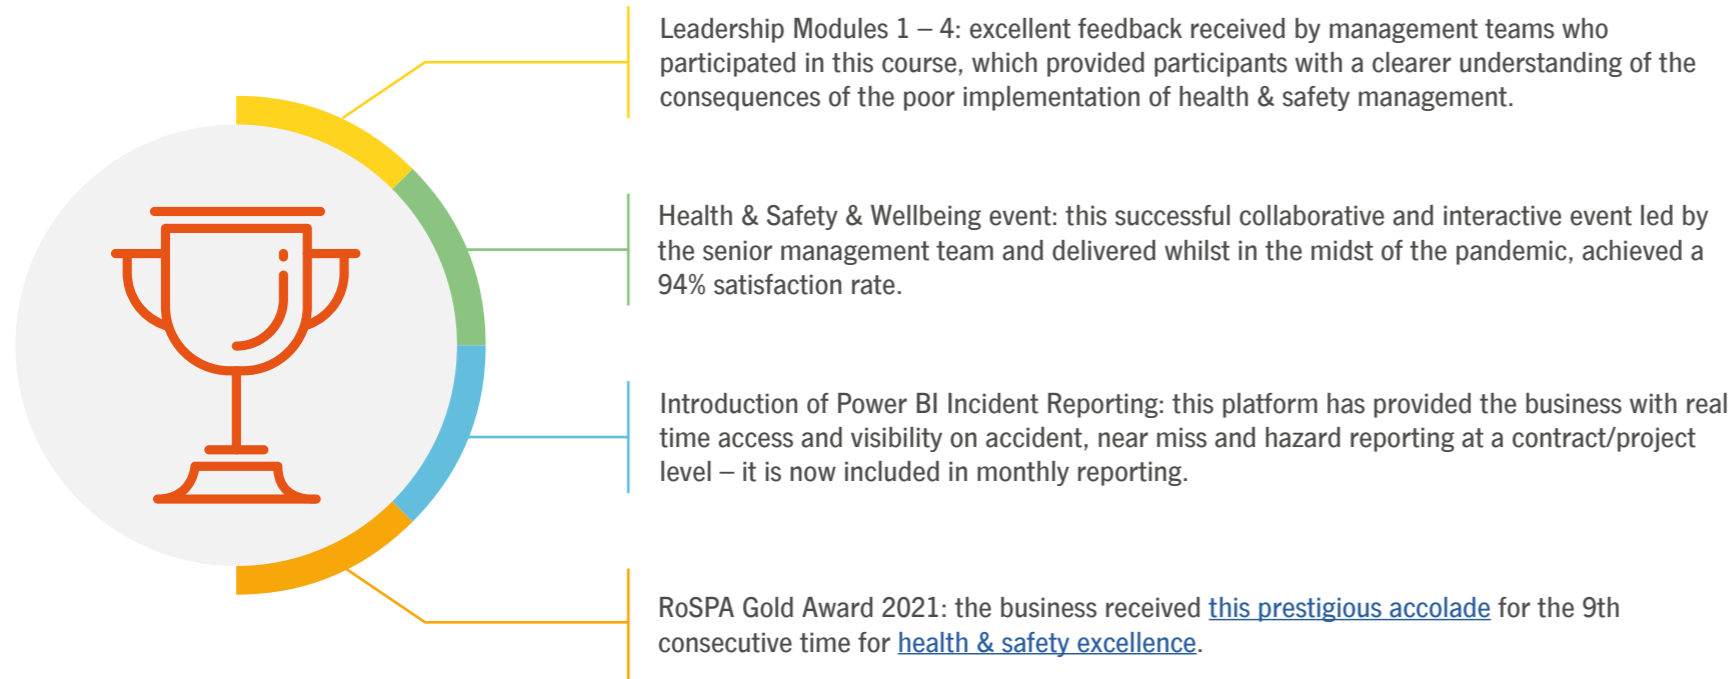 Leadership Modules 1 – 4: excellent feedback received by management teams who
participated in this course, which provided participants with a clearer understanding of the
consequences of the poor implementation of health & safety management.
Health & Safety & Wellbeing event: this successful collaborative and interactive event led by
the senior management team and delivered whilst in the midst of the pandemic, achieved a
94% satisfaction rate.
Introduction of Power BI Incident Reporting: this platform has provided the business with real
time access and visibility on accident, near miss and hazard reporting at a contract/project
level – it is now included in monthly reporting.
RoSPA Gold Award 2021: the business received this prestigious accolade for the 9th
consecutive time for health & safety excellence.